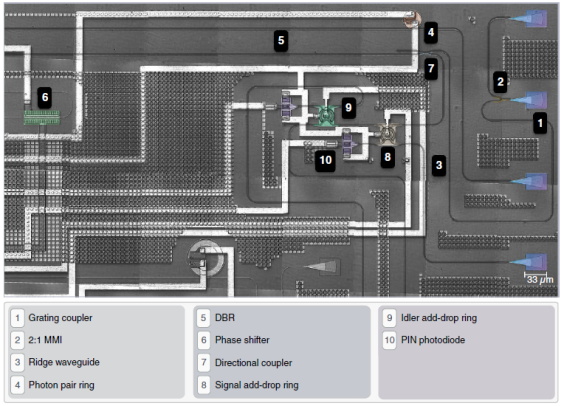 4
5
2
7
6
9
1
10
8
3
33 μm
1 Grating coupler
2 2:1 MMI
3 Ridge waveguide
4 Photon pair ring
5 DBR
6 Phase shifter
7 Directional coupler
8 Signal add-drop ring
9 Idler add-drop ring
10 PIN photodiode